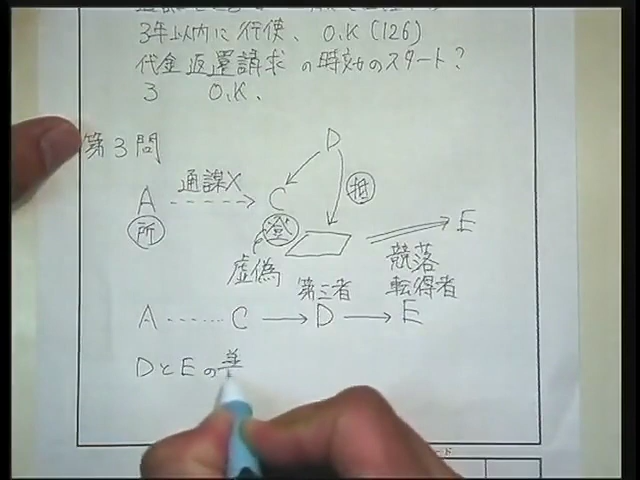 3年以内に行使、O.K(126)
代金返還請求の時効のスタート?
3 O.K.
第3問
D
A 通謀X C
所 登 抵
虚偽 E
競落
第三者 転得者
A C D E
DとEの